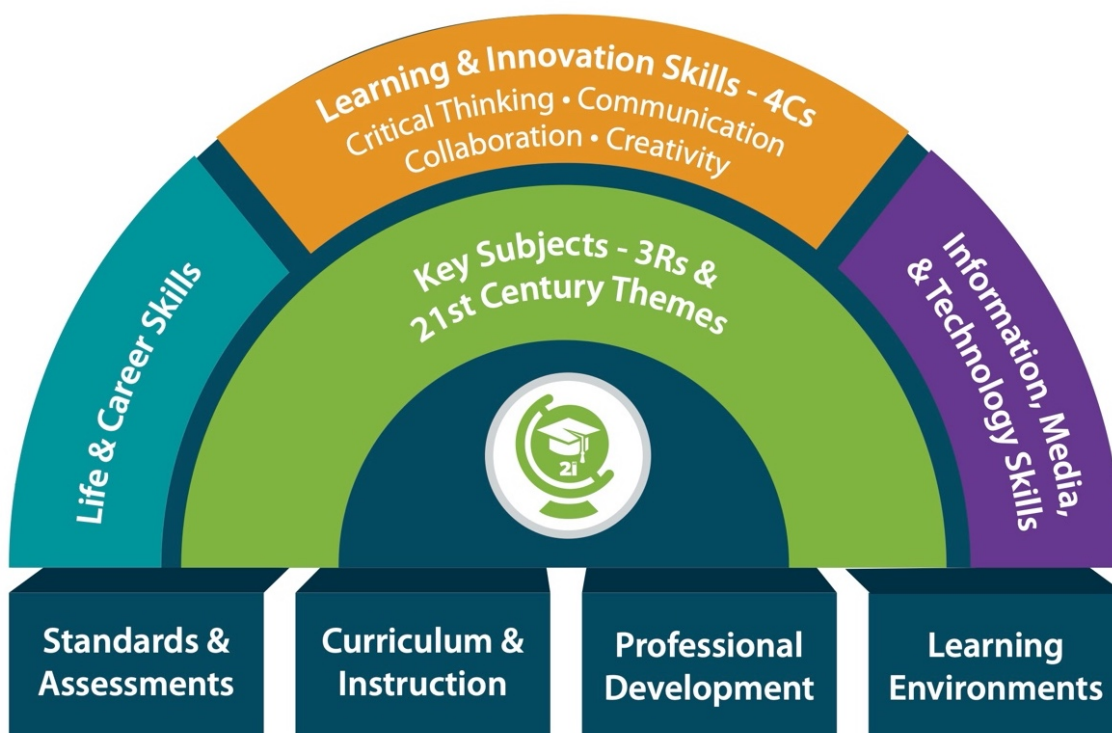 Learning & Innovation Skills - 4Cs
Critical Thinking • Communication
Collaboration • Creativity
Life & Career Skills
Key Subjects - 3Rs &
21st Century Themes
Information, Media,
& Technology Skills
2i
Standards &
Assessments
Curriculum &
Instruction
Professional
Development
Learning
Environments